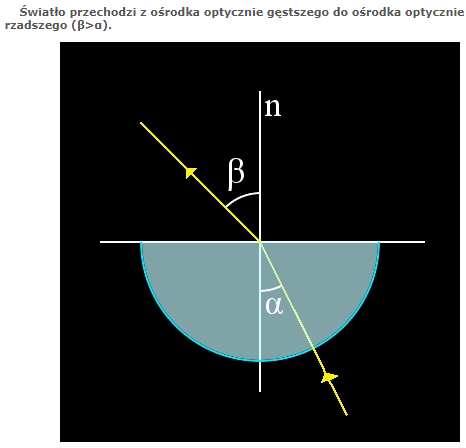 Światło przechodzi z ośrodka optycznie gęstszego do ośrodka optycznie
rzadszego (β>α).
n
β
α